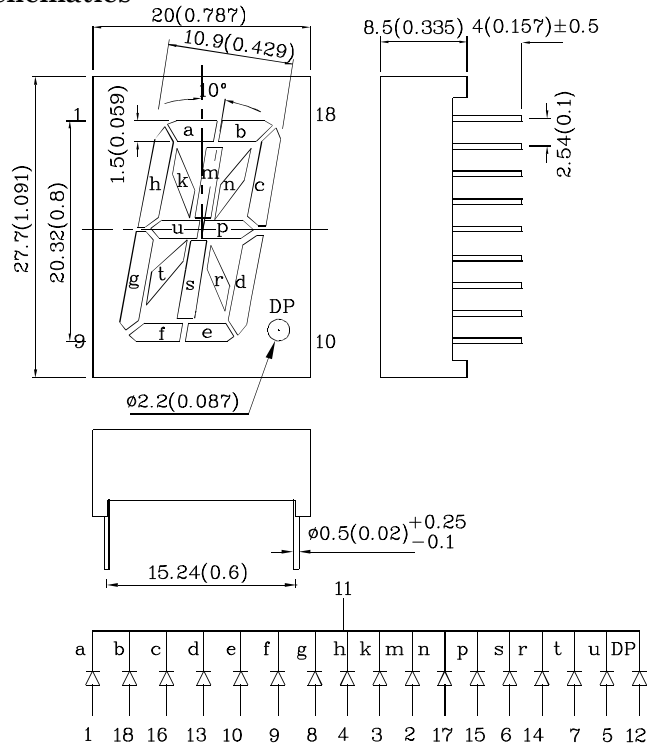 20(0.787)
8.5(0.335) 4(0.157)±0.5
10.9(0.429)
10°
1 18
1.5(0.059)
2.54(0.1)
a b
h k m n c
27.7(1.091)
20.32(0.8)
u p
g t s r d
DP
f e
9 10
ø2.2(0.087)
ø0.5(0.02)+0.25 −0.1
15.24(0.6)
11
a b c d e f g h k m n p s r t u DP
1 18 16 13 10 9 8 4 3 2 17 15 6 14 7 5 12